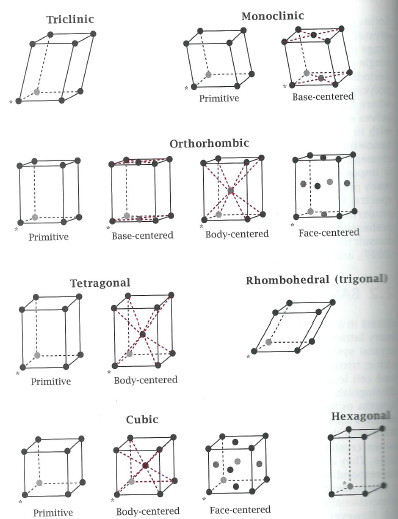 Triclinic
Monoclinic
Primitive
Base-centered
Orthorhombic
Primitive
Base-centered
Body-centered
Face-centered
Tetragonal
Rhombohedral (trigonal)
Primitive
Body-centered
Cubic
Hexagonal
Primitive
Body-centered
Face-centered